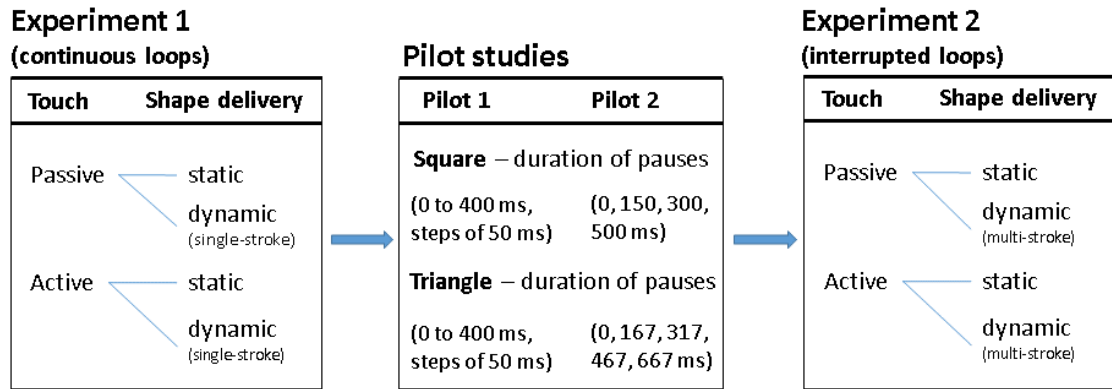 Experiment 1
(continuous loops)
Touch Shape delivery
Passive static
dynamic
(single-stroke)
Active static
dynamic
(single-stroke)
Pilot studies
Pilot 1 Pilot 2
Square – duration of pauses
(0 to 400 ms, (0, 150, 300,
steps of 50 ms) 500 ms)
Triangle – duration of pauses
(0 to 400 ms, (0, 167, 317,
steps of 50 ms) 467, 667 ms)
Experiment 2
(interrupted loops)
Touch Shape delivery
Passive static
dynamic
(multi-stroke)
Active static
dynamic
(multi-stroke)